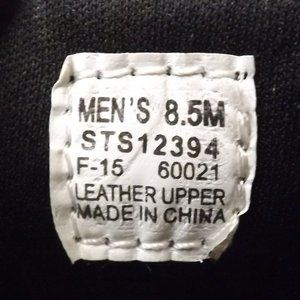 MEN'S 8.5M
STS12394
F-15 60021
LEATHER UPPER
MADE IN CHINA